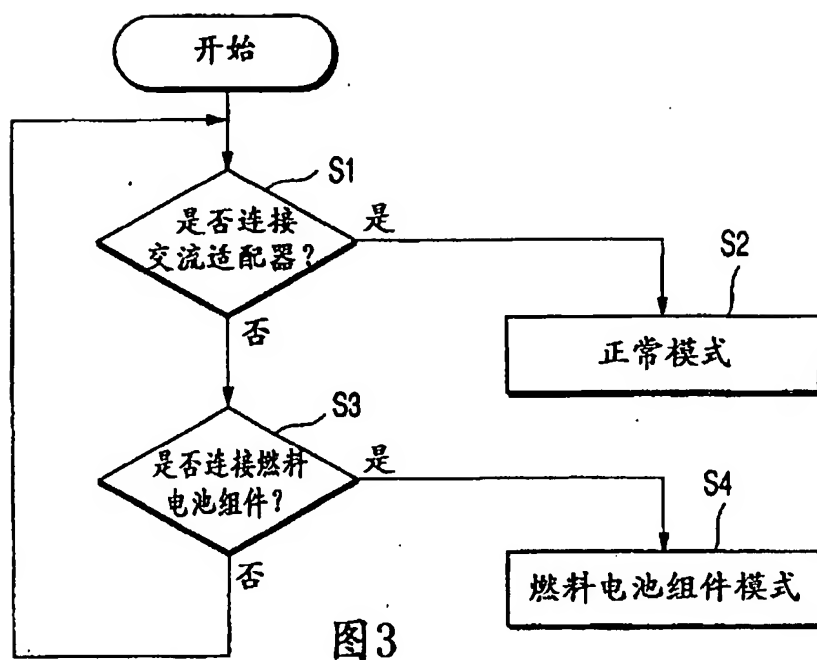 开始
S1
是否连接
交流适配器?
是
S2
正常模式
否
S3
是否连接燃料
电池组件?
是
S4
燃料电池组件模式
否
图3